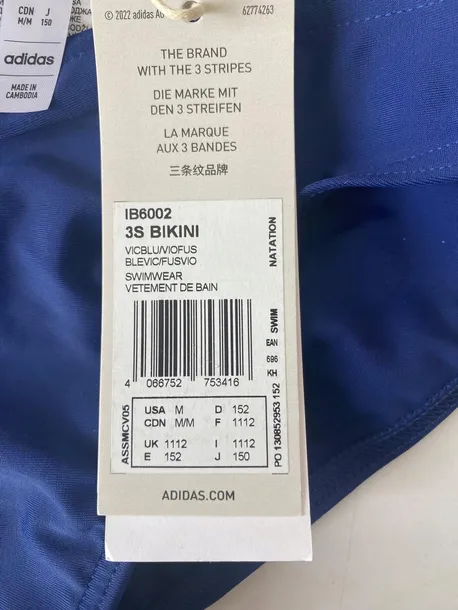 CDN J
M/M 150
adidas
MADE IN
CAMBODIA
© 2022 adidas
62774263
THE BRAND
WITH THE 3 STRIPES
DIE MARKE MIT
DEN 3 STREIFEN
LA MARQUE
AUX 3 BANDES
三条纹品牌
IB6002
3S BIKINI
VICBLU/VIOFUS
BLEVIC/FUSVIO
SWIMWEAR
VETEMENT DE BAIN
4 066752 753416
NATATION
SWIM
EAN
696
KH
PO 130852953 152
ASSMCV05
USA M D 152
CDN M/M F 1112
UK 1112 I 1112
E 152 J 150
ADIDAS.COM